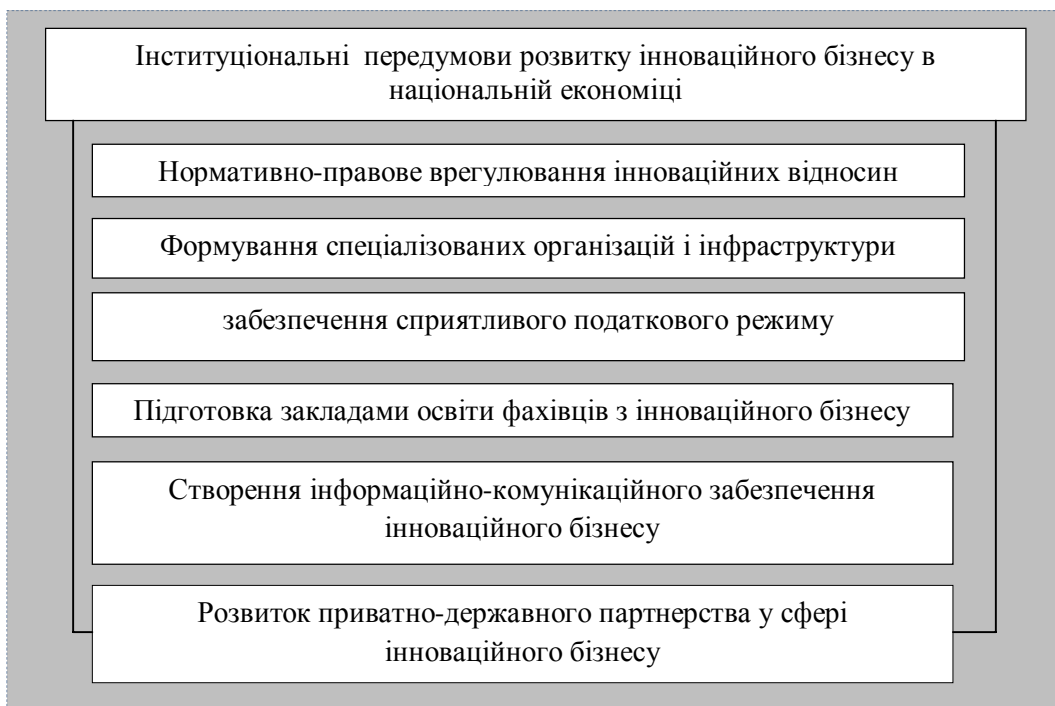 Інституціональні передумови розвитку інноваційного бізнесу в
національній економіці
Нормативно-правове врегулювання інноваційних відносин
Формування спеціалізованих організацій і інфраструктури
забезпечення сприятливого податкового режиму
Підготовка закладами освіти фахівців з інноваційного бізнесу
Створення інформаційно-комунікаційного забезпечення
інноваційного бізнесу
Розвиток приватно-державного партнерства у сфері
інноваційного бізнесу